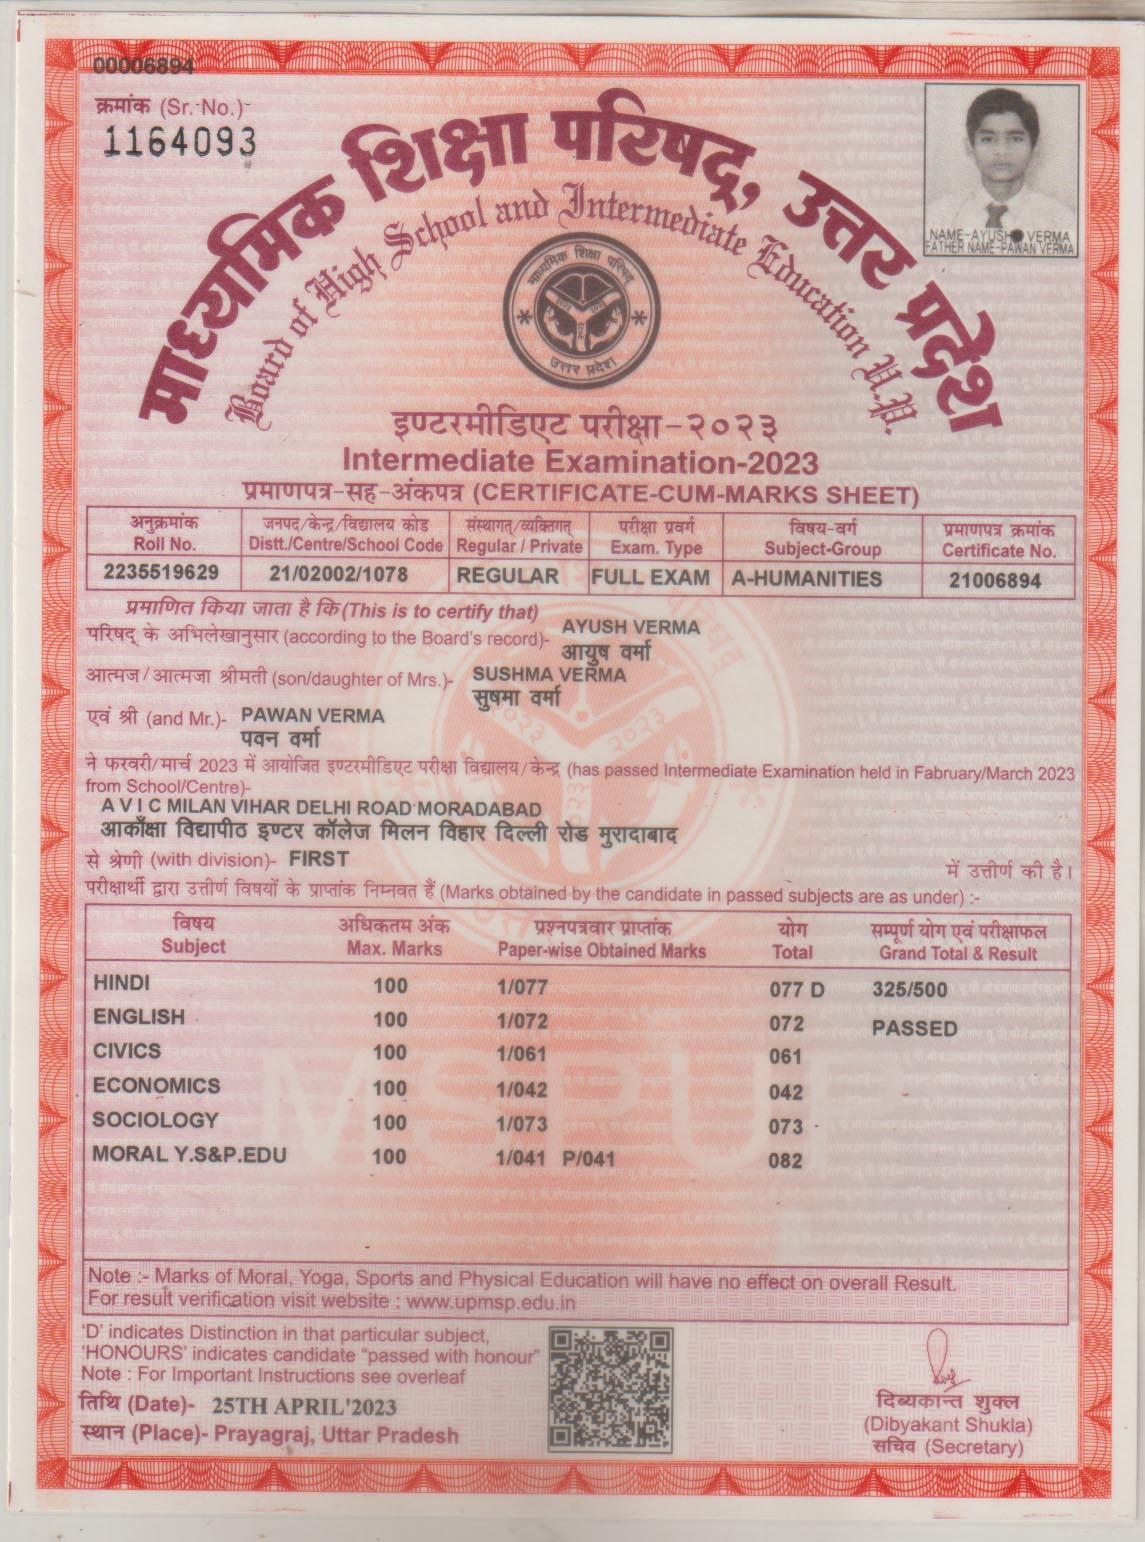 00006894
क्रमांक (Sr. No.)-
1164093
माध्यमिक शिक्षा परिषद्, उत्तर प्रदेश
Board of High School and Intermediate Education U.P.
माध्यमिक शिक्षा परिषद्
उत्तर प्रदेश
NAME-AYUSH VERMA
FATHER NAME-PAWAN VERMA
इण्टरमीडिएट परीक्षा-२०२३
Intermediate Examination-2023
प्रमाणपत्र-सह-अंकपत्र (CERTIFICATE-CUM-MARKS SHEET)
अनुक्रमांक जनपद/केन्द्र/विद्यालय कोड संस्थागत/व्यक्तिगत् परीक्षा प्रवर्ग विषय-वर्ग प्रमाणपत्र क्रमांक
Roll No. Distt./Centre/School Code Regular / Private Exam. Type Subject-Group Certificate No.
2235519629 21/02002/1078 REGULAR FULL EXAM A-HUMANITIES 21006894
प्रमाणित किया जाता है कि (This is to certify that)
परिषद् के अभिलेखानुसार (according to the Board's record)- AYUSH VERMA
आयुष वर्मा
आत्मज/आत्मजा श्रीमती (son/daughter of Mrs.)- SUSHMA VERMA
सुषमा वर्मा
एवं श्री (and Mr.)- PAWAN VERMA
पवन वर्मा
ने फरवरी/मार्च 2023 में आयोजित इण्टरमीडिएट परीक्षा विद्यालय/केन्द्र (has passed Intermediate Examination held in Fabruary/March 2023
from School/Centre)-
A V I C MILAN VIHAR DELHI ROAD MORADABAD
आकाँक्षा विद्यापीठ इण्टर कॉलेज मिलन विहार दिल्ली रोड मुरादाबाद
से श्रेणी (with division)- FIRST में उत्तीर्ण की है।
परीक्षार्थी द्वारा उत्तीर्ण विषयों के प्राप्तांक निम्नवत हैं (Marks obtained by the candidate in passed subjects are as under) :-
विषय अधिकतम अंक प्रश्नपत्रवार प्राप्तांक योग सम्पूर्ण योग एवं परीक्षाफल
Subject Max. Marks Paper-wise Obtained Marks Total Grand Total & Result
HINDI 100 1/077 077 D 325/500
ENGLISH 100 1/072 072 PASSED
CIVICS 100 1/061 061
ECONOMICS 100 1/042 042
SOCIOLOGY 100 1/073 073
MORAL Y.S&P.EDU 100 1/041 P/041 082
Note :- Marks of Moral, Yoga, Sports and Physical Education will have no effect on overall Result.
For result verification visit website : www.upmsp.edu.in
'D' indicates Distinction in that particular subject,
'HONOURS' indicates candidate "passed with honour"
Note : For Important Instructions see overleaf
तिथि (Date)- 25TH APRIL'2023
स्थान (Place)- Prayagraj, Uttar Pradesh
दिब्यकान्त शुक्ल
(Dibyakant Shukla)
सचिव (Secretary)